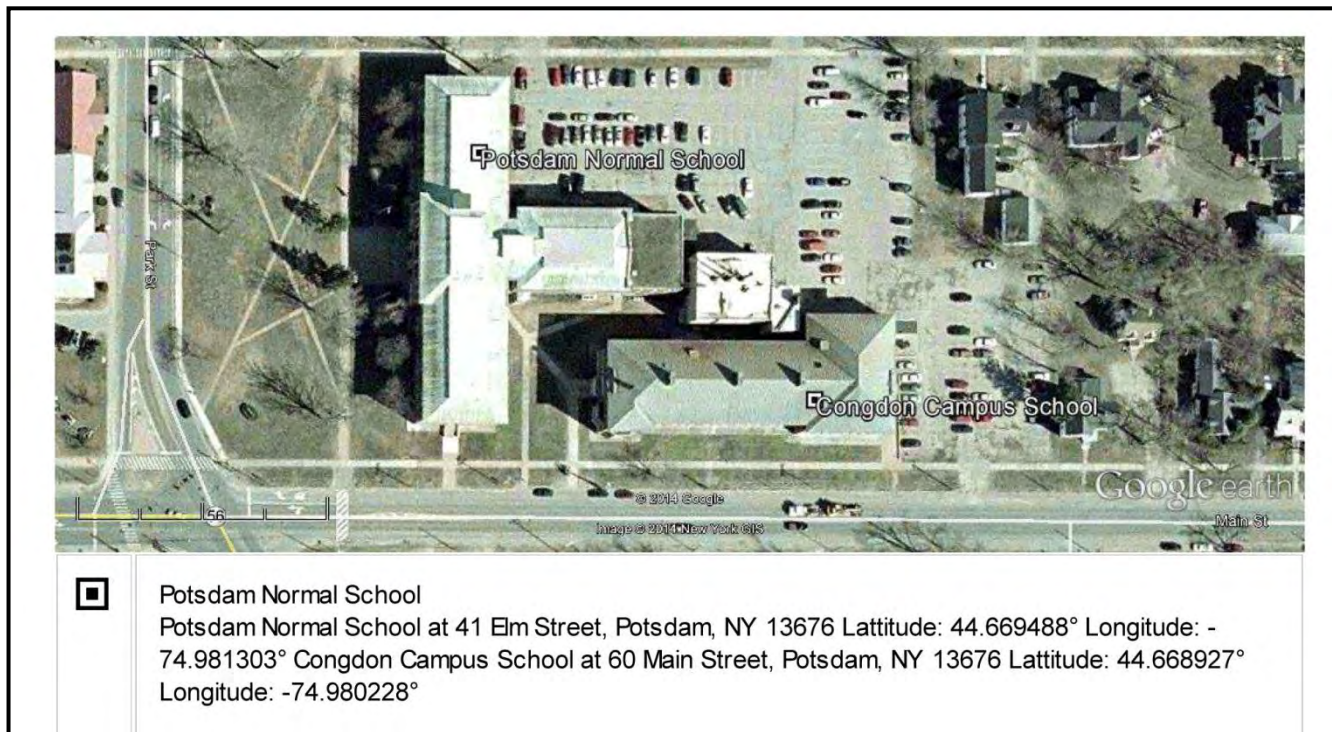 Potsdam Normal School
Park St
Congdon Campus School
Google earth
© 2014 Google
56
Main St
Image © 2014 New York GIS
Potsdam Normal School
Potsdam Normal School at 41 Elm Street, Potsdam, NY 13676 Lattitude: 44.669488° Longitude: -
74.981303° Congdon Campus School at 60 Main Street, Potsdam, NY 13676 Lattitude: 44.668927°
Longitude: -74.980228°